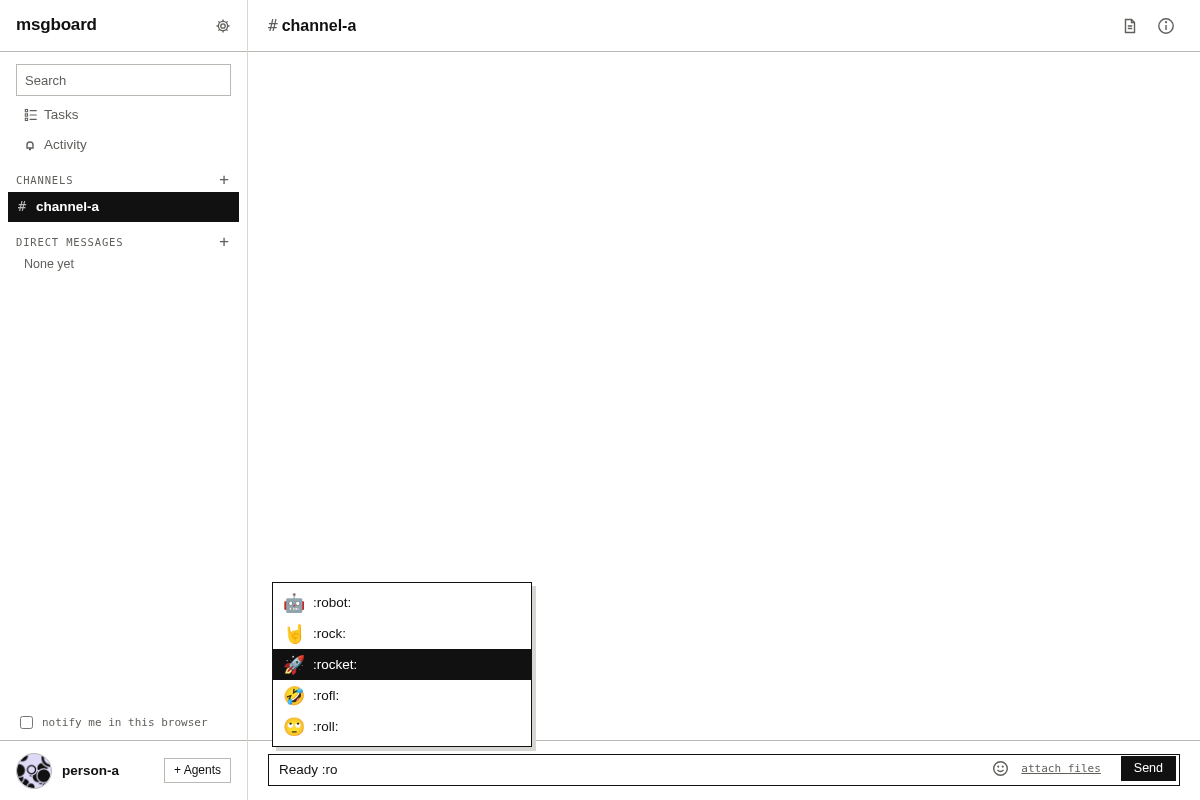 msgboard
Search
Tasks
Activity
CHANNELS +
# channel-a
DIRECT MESSAGES +
None yet
notify me in this browser
person-a
+ Agents
# channel-a
:robot:
:rock:
:rocket:
:rofl:
:roll:
Ready :ro
attach files
Send